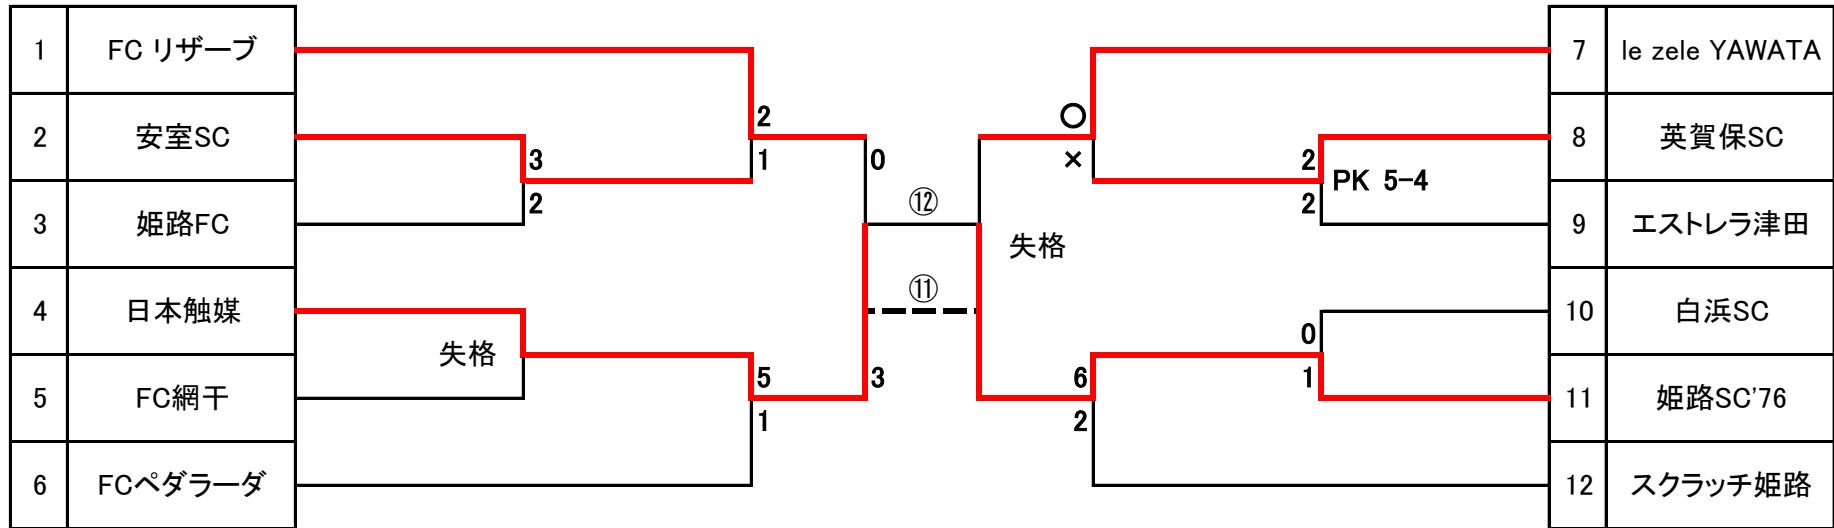 1 FC リザーブ
2 安室SC
3 姫路FC
4 日本触媒
5 FC網干
6 FCペダラーダ
2
1
3
2
失格
5
1
0
3
⑫
⑪
失格
○
×
2
2
PK 5-4
0
1
6
2
7 le zele YAWATA
8 英賀保SC
9 エストレラ津田
10 白浜SC
11 姫路SC'76
12 スクラッチ姫路